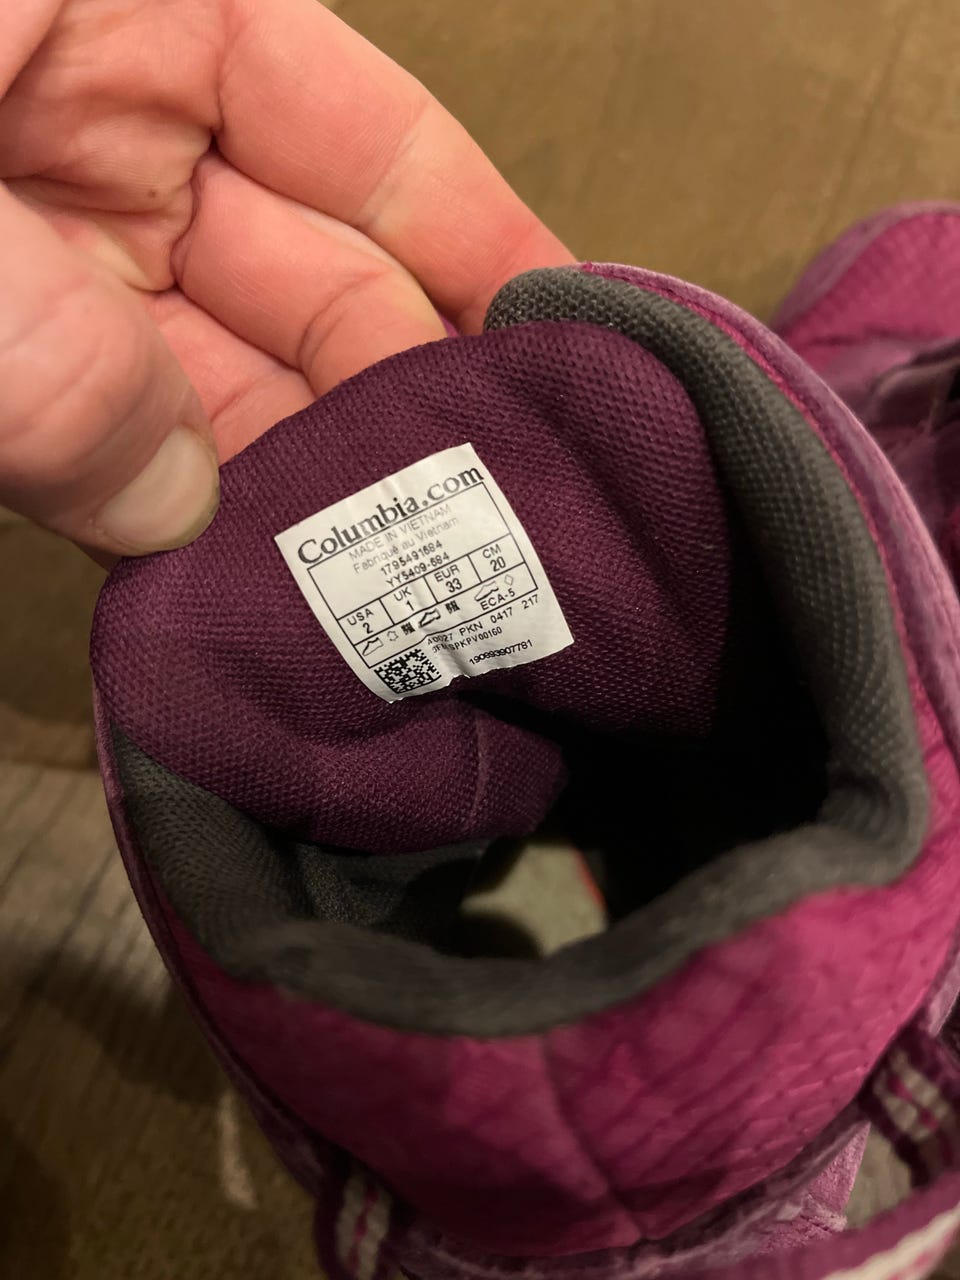 Columbia.com
MADE IN VIETNAM
Fabriqué au Vietnam
1795491684
YY5409-684
USA UK EUR CM
2 1 33 20
ECA-5
PKN 0417 217
SPKPV00160
190893907781